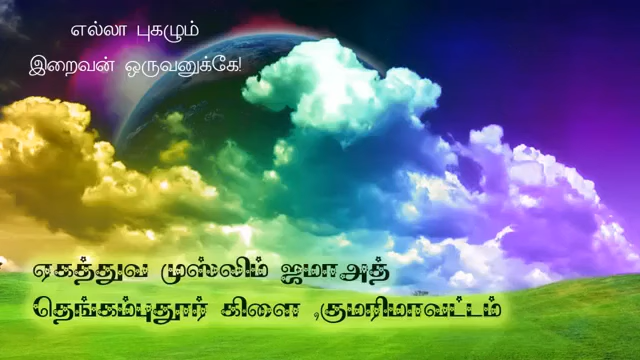 எல்லா புகழும்
இறைவன் ஒருவனுக்கே!
ஏகத்துவ முஸ்லிம் ஜமாஅத்
தெங்கம்புதூர் கிளை ,குமரிமாவட்டம்